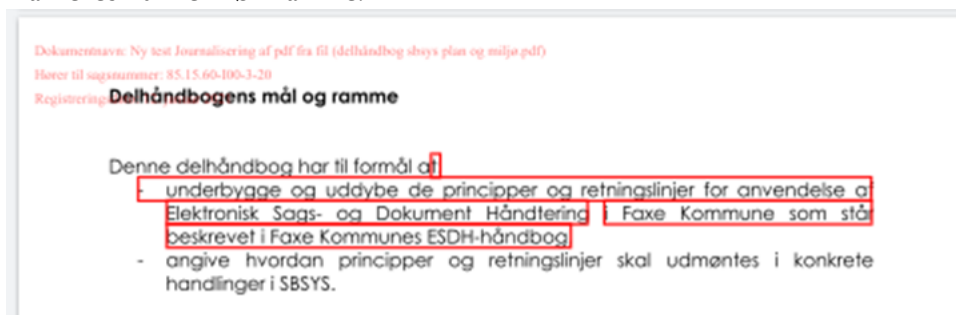 Dokumentnavn: Ny test Journalisering af pdf fra fil (delhåndbog sbsys plan og miljø.pdf)
Hører til sagsnummer: 85.15.60-I00-3-20
Registrering
Delhåndbogens mål og ramme
Denne delhåndbog har til formål at
- underbygge og uddybe de principper og retningslinjer for anvendelse af
Elektronisk Sags- og Dokument Håndtering i Faxe Kommune som står
beskrevet i Faxe Kommunes ESDH-håndbog
- angive hvordan principper og retningslinjer skal udmøntes i konkrete
handlinger i SBSYS.